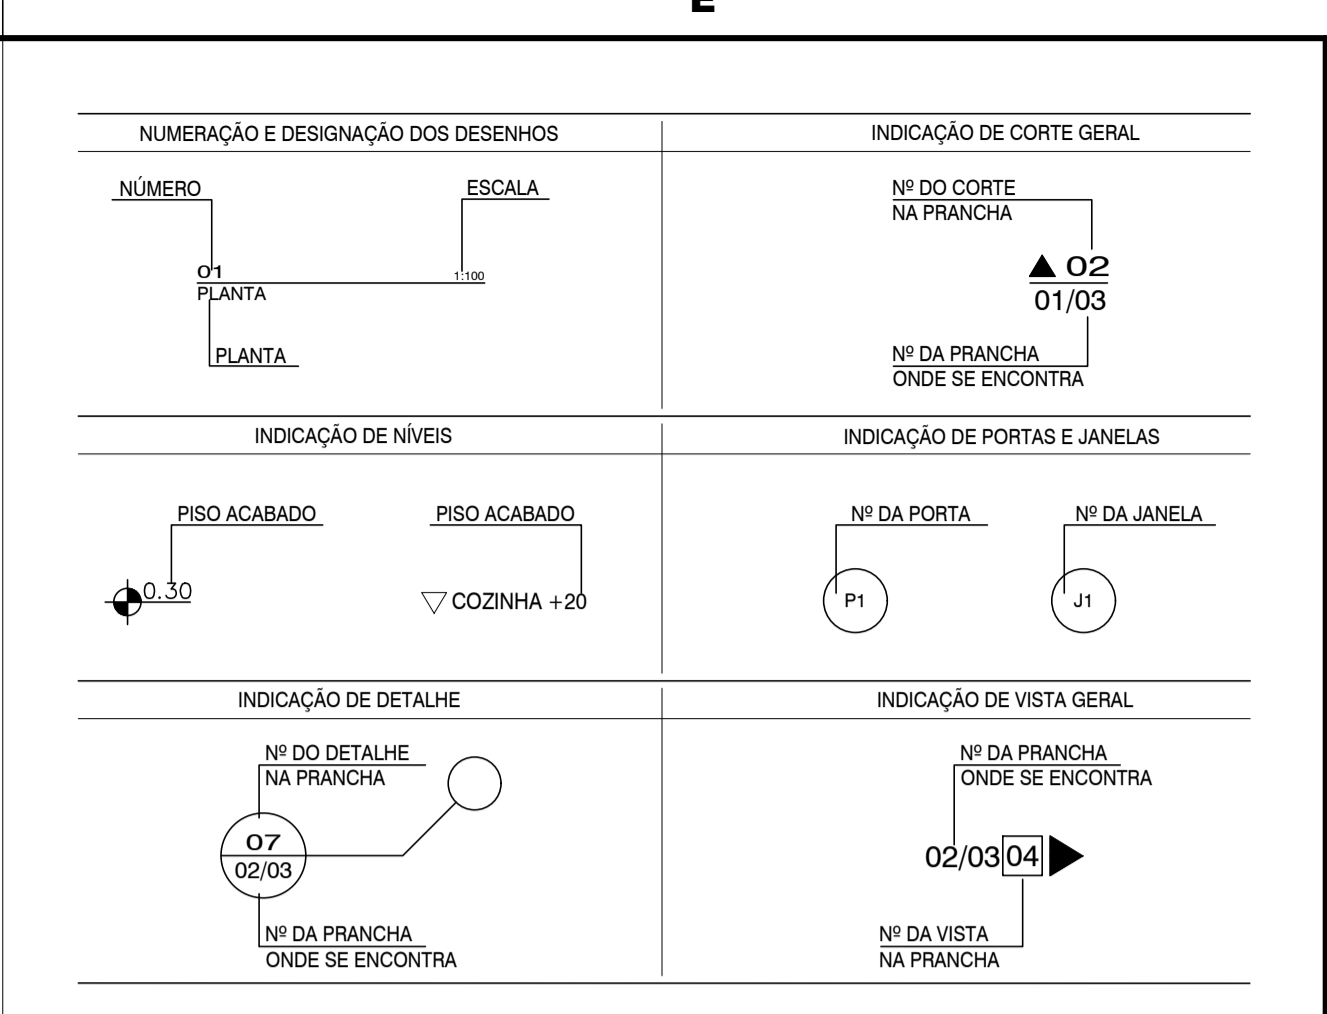 E
NUMERAÇÃO E DESIGNAÇÃO DOS DESENHOS
NÚMERO
ESCALA
01
1:100
PLANTA
PLANTA
INDICAÇÃO DE CORTE GERAL
Nº DO CORTE
NA PRANCHA
02
01/03
Nº DA PRANCHA
ONDE SE ENCONTRA
INDICAÇÃO DE NÍVEIS
PISO ACABADO
PISO ACABADO
0.30
COZINHA +20
INDICAÇÃO DE PORTAS E JANELAS
Nº DA PORTA
Nº DA JANELA
P1
J1
INDICAÇÃO DE DETALHE
Nº DO DETALHE
NA PRANCHA
07
02/03
Nº DA PRANCHA
ONDE SE ENCONTRA
INDICAÇÃO DE VISTA GERAL
Nº DA PRANCHA
ONDE SE ENCONTRA
02/03 04
Nº DA VISTA
NA PRANCHA